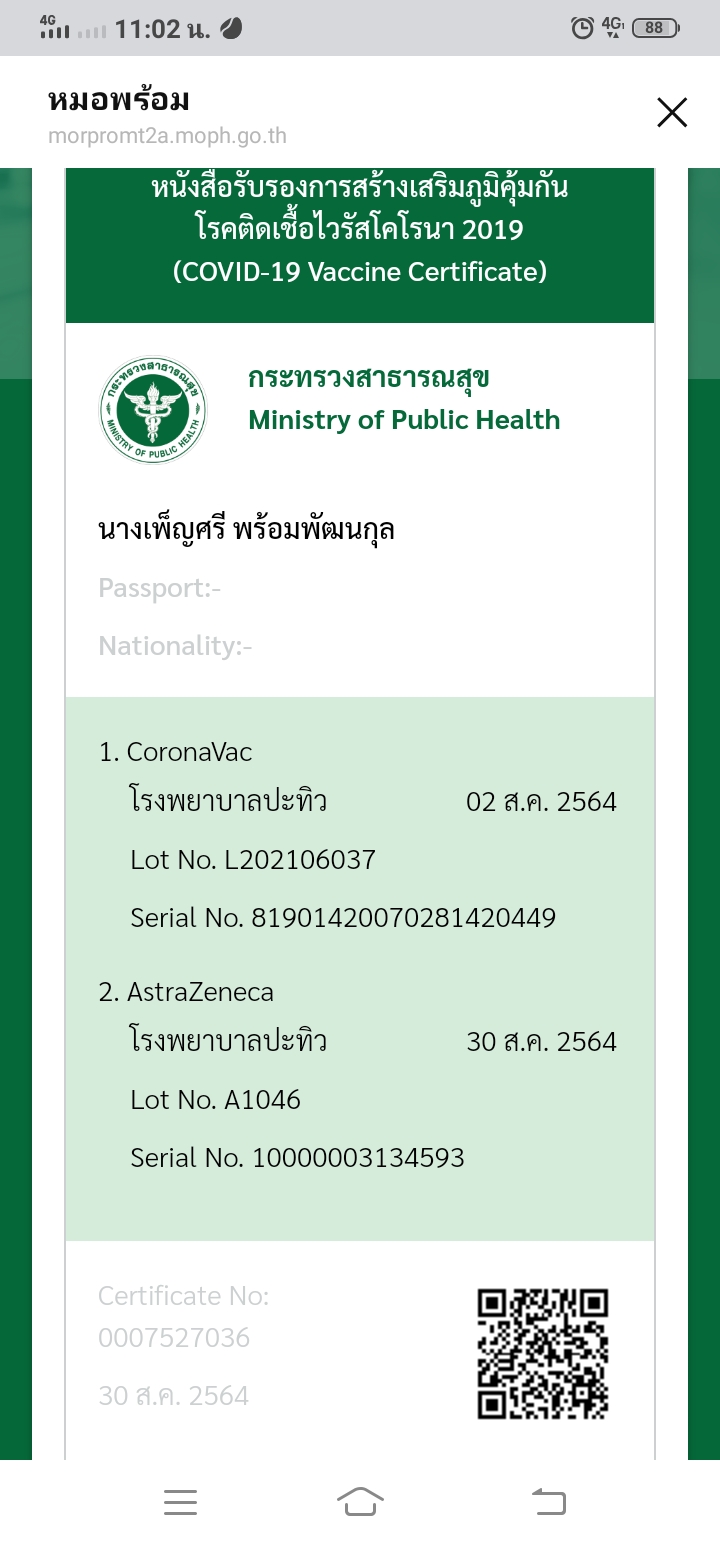 4G 11:02 น. 4G 88
หมอพร้อม
morpromt2a.moph.go.th
หนังสือรับรองการสร้างเสริมภูมิคุ้มกัน
โรคติดเชื้อไวรัสโคโรนา 2019
(COVID-19 Vaccine Certificate)
กระทรวงสาธารณสุข
MINISTRY OF PUBLIC HEALTH
กระทรวงสาธารณสุข
Ministry of Public Health
นางเพ็ญศรี พร้อมพัฒนกุล
Passport:-
Nationality:-
1. CoronaVac
โรงพยาบาลปะทิว 02 ส.ค. 2564
Lot No. L202106037
Serial No. 81901420070281420449
2. AstraZeneca
โรงพยาบาลปะทิว 30 ส.ค. 2564
Lot No. A1046
Serial No. 10000003134593
Certificate No:
0007527036
30 ส.ค. 2564